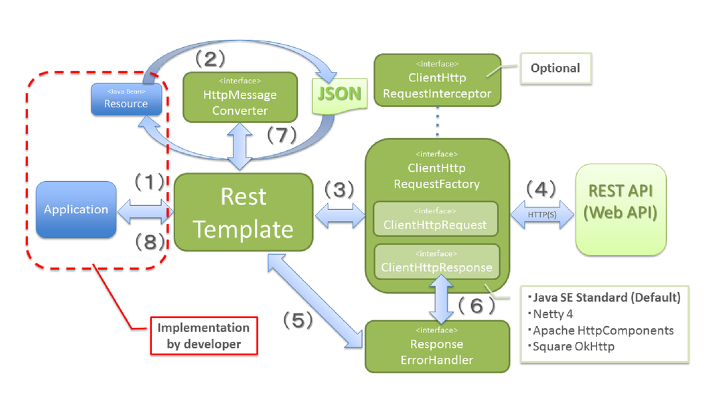 (2)
<Interface>
HttpMessage
Converter
JSON
<Interface>
ClientHttp
RequestInterceptor
Optional
<Java Bean>
Resource
(7)
(1)
Application
(8)
Rest
Template
(3)
<Interface>
ClientHttp
RequestFactory
<Interface>
ClientHttpRequest
<Interface>
ClientHttpResponse
(4)
HTTP(S)
REST API
(Web API)
(5)
(6)
<Interface>
Response
ErrorHandler
・Java SE Standard (Default)
・Netty 4
・Apache HttpComponents
・Square OkHttp
Implementation
by developer